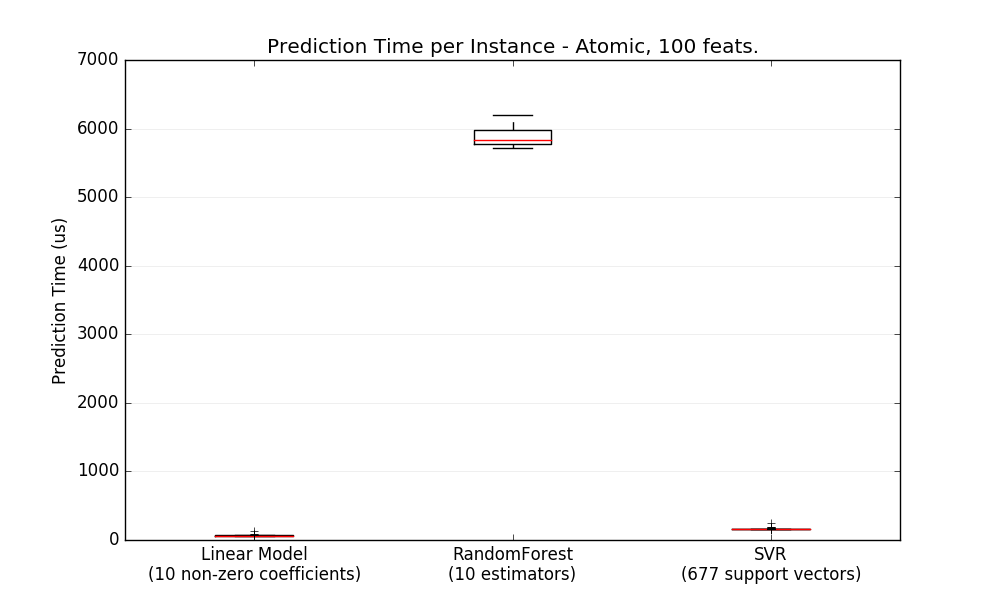 Prediction Time per Instance - Atomic, 100 feats.
7000
6000
5000
4000
3000
2000
1000
0
Prediction Time (us)
Linear Model
(10 non-zero coefficients)
RandomForest
(10 estimators)
SVR
(677 support vectors)